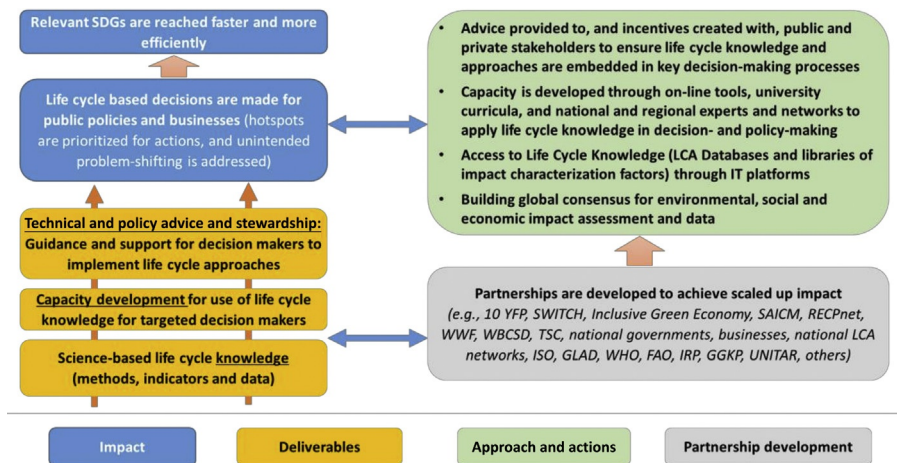 Relevant SDGs are reached faster and more
efficiently
Life cycle based decisions are made for
public policies and businesses (hotspots
are prioritized for actions, and unintended
problem-shifting is addressed)
Technical and policy advice and stewardship:
Guidance and support for decision makers to
implement life cycle approaches
Capacity development for use of life cycle
knowledge for targeted decision makers
Science-based life cycle knowledge
(methods, indicators and data)
• Advice provided to, and incentives created with, public and
private stakeholders to ensure life cycle knowledge and
approaches are embedded in key decision-making processes
• Capacity is developed through on-line tools, university
curricula, and national and regional experts and networks to
apply life cycle knowledge in decision- and policy-making
• Access to Life Cycle Knowledge (LCA Databases and libraries of
impact characterization factors) through IT platforms
• Building global consensus for environmental, social and
economic impact assessment and data
Partnerships are developed to achieve scaled up impact
(e.g., 10 YFP, SWITCH, Inclusive Green Economy, SAICM, RECPnet,
WWF, WBCSD, TSC, national governments, businesses, national LCA
networks, ISO, GLAD, WHO, FAO, IRP, GGKP, UNITAR, others)
Impact
Deliverables
Approach and actions
Partnership development